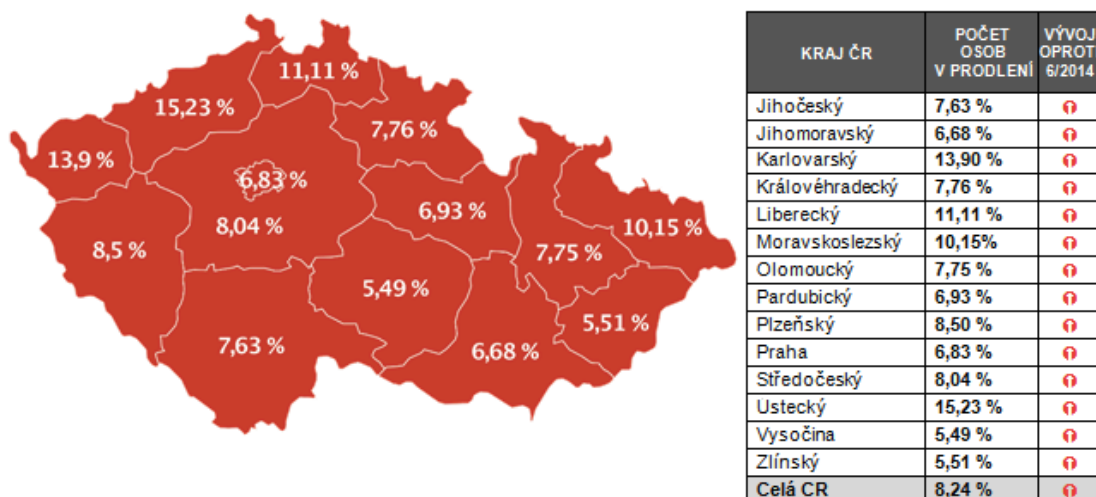 11,11 %
15,23 %
7,76 %
13,9 %
6,83 %
6,93 %
8,04 %
10,15 %
8,5 %
7,75 %
5,49 %
5,51 %
7,63 %
6,68 %
KRAJ ČR
POČET
OSOB
V PRODLENÍ
VÝVOJ
OPROTI
6/2014
Jihočeský 7,63 %
Jihomoravský 6,68 %
Karlovarský 13,90 %
Královéhradecký 7,76 %
Liberecký 11,11 %
Moravskoslezský 10,15%
Olomoucký 7,75 %
Pardubický 6,93 %
Plzeňský 8,50 %
Praha 6,83 %
Středočeský 8,04 %
Ustecký 15,23 %
Vysočina 5,49 %
Zlínský 5,51 %
Celá CR 8,24 %